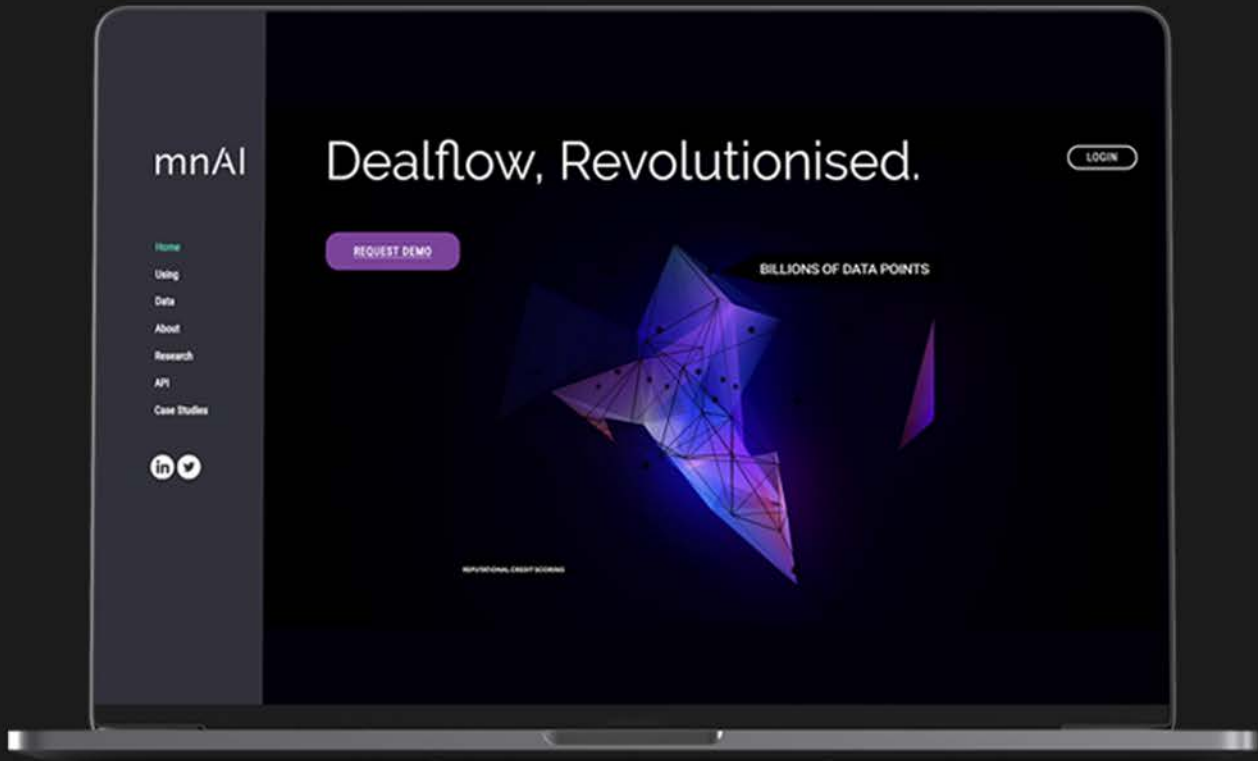 mnAI
Home
Using
Data
About
Research
API
Case Studies
in
Dealflow, Revolutionised.
LOGIN
REQUEST DEMO
BILLIONS OF DATA POINTS
REPUTATIONAL CREDIT SCORING